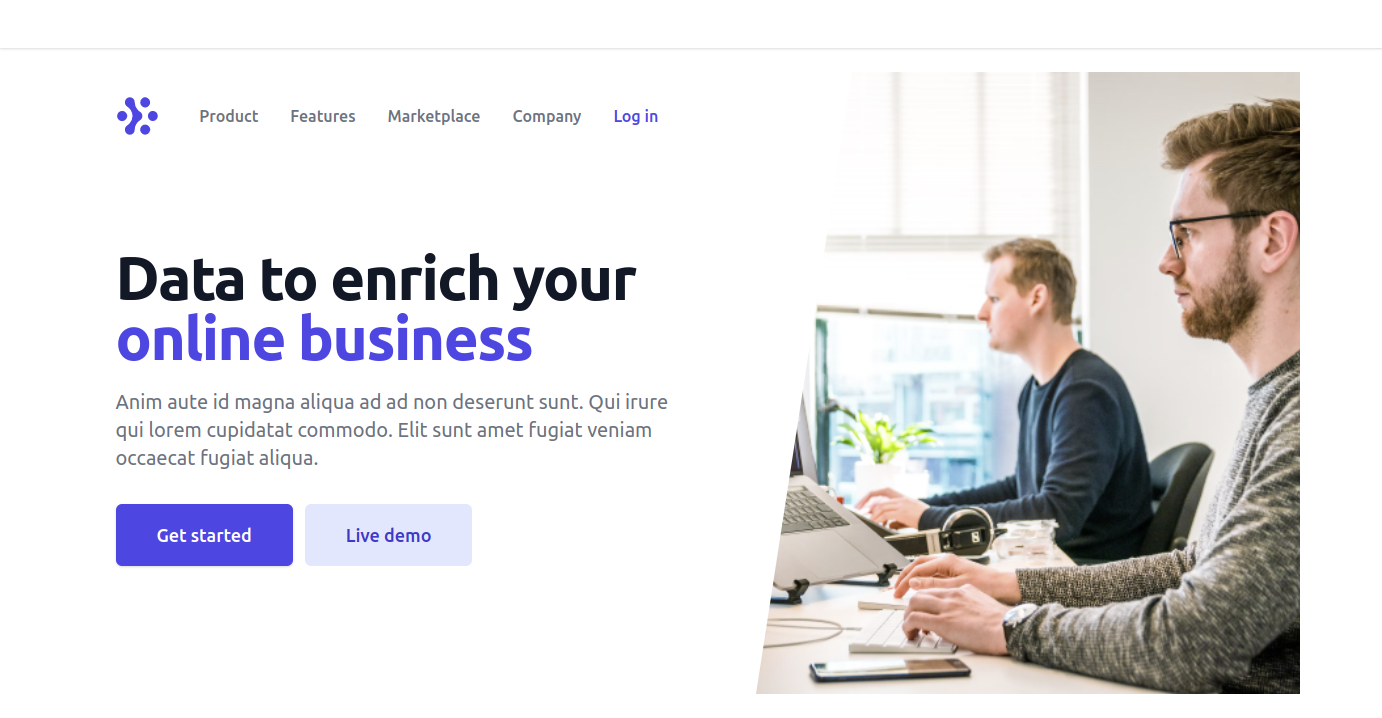 Product Features Marketplace Company Log in
Data to enrich your
online business
Anim aute id magna aliqua ad ad non deserunt sunt. Qui irure
qui lorem cupidatat commodo. Elit sunt amet fugiat veniam
occaecat fugiat aliqua.
Get started Live demo